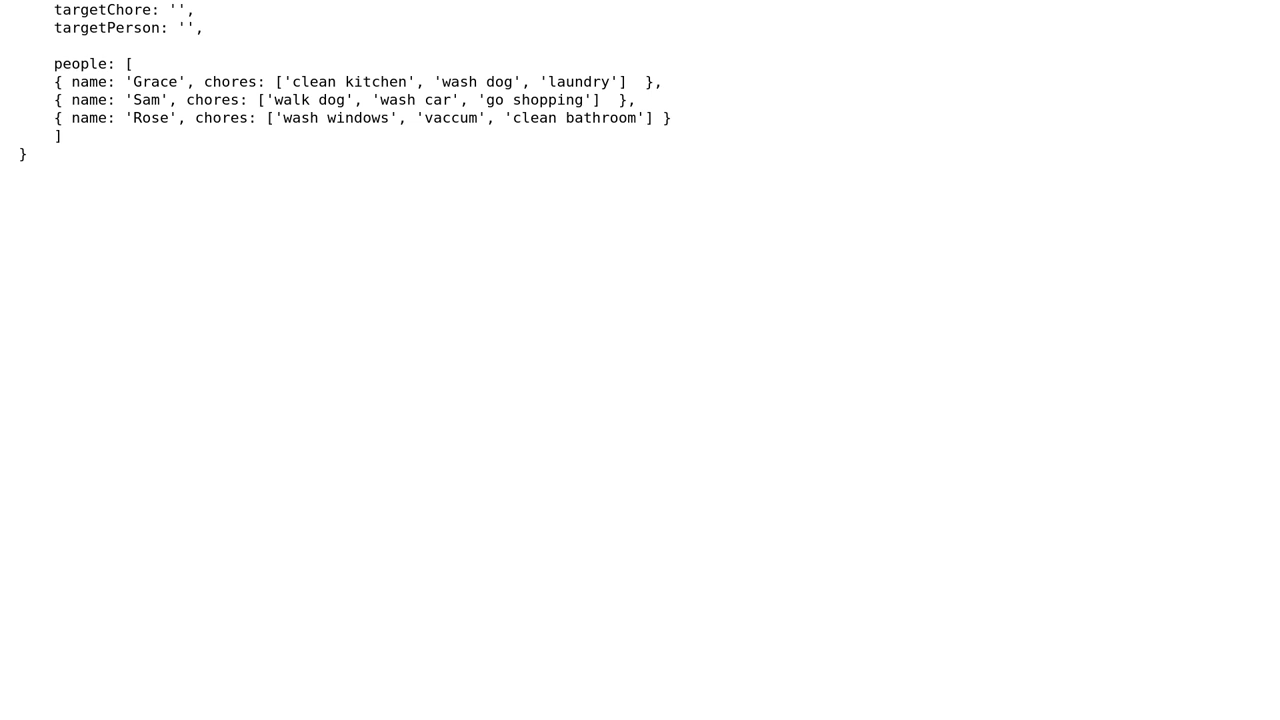 targetChore: '',
    targetPerson: '',

    people: [
    { name: 'Grace', chores: ['clean kitchen', 'wash dog', 'laundry']  },
    { name: 'Sam', chores: ['walk dog', 'wash car', 'go shopping']  },
    { name: 'Rose', chores: ['wash windows', 'vaccum', 'clean bathroom'] }
    ]
}